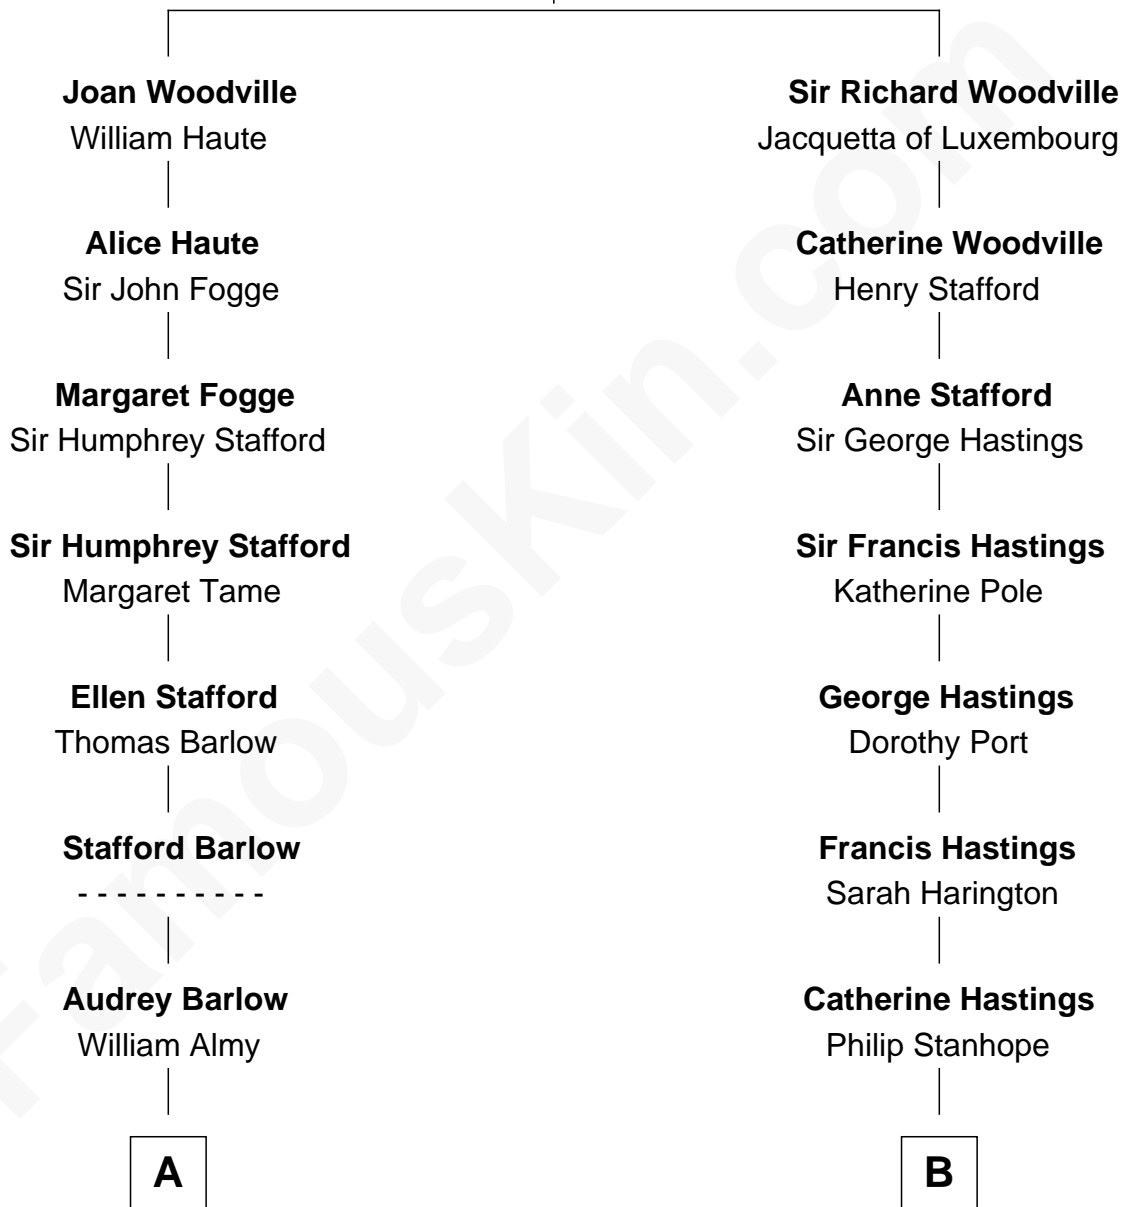 Joan Woodville
William Haute
Alice Haute
Sir John Fogge
Margaret Fogge
Sir Humphrey Stafford
Sir Humphrey Stafford
Margaret Tame
Ellen Stafford
Thomas Barlow
Stafford Barlow
- - - - - - - - - -
Audrey Barlow
William Almy
A
Sir Richard Woodville
Jacquetta of Luxembourg
Catherine Woodville
Henry Stafford
Anne Stafford
Sir George Hastings
Sir Francis Hastings
Katherine Pole
George Hastings
Dorothy Port
Francis Hastings
Sarah Harington
Catherine Hastings
Philip Stanhope
B
FamousKin.com